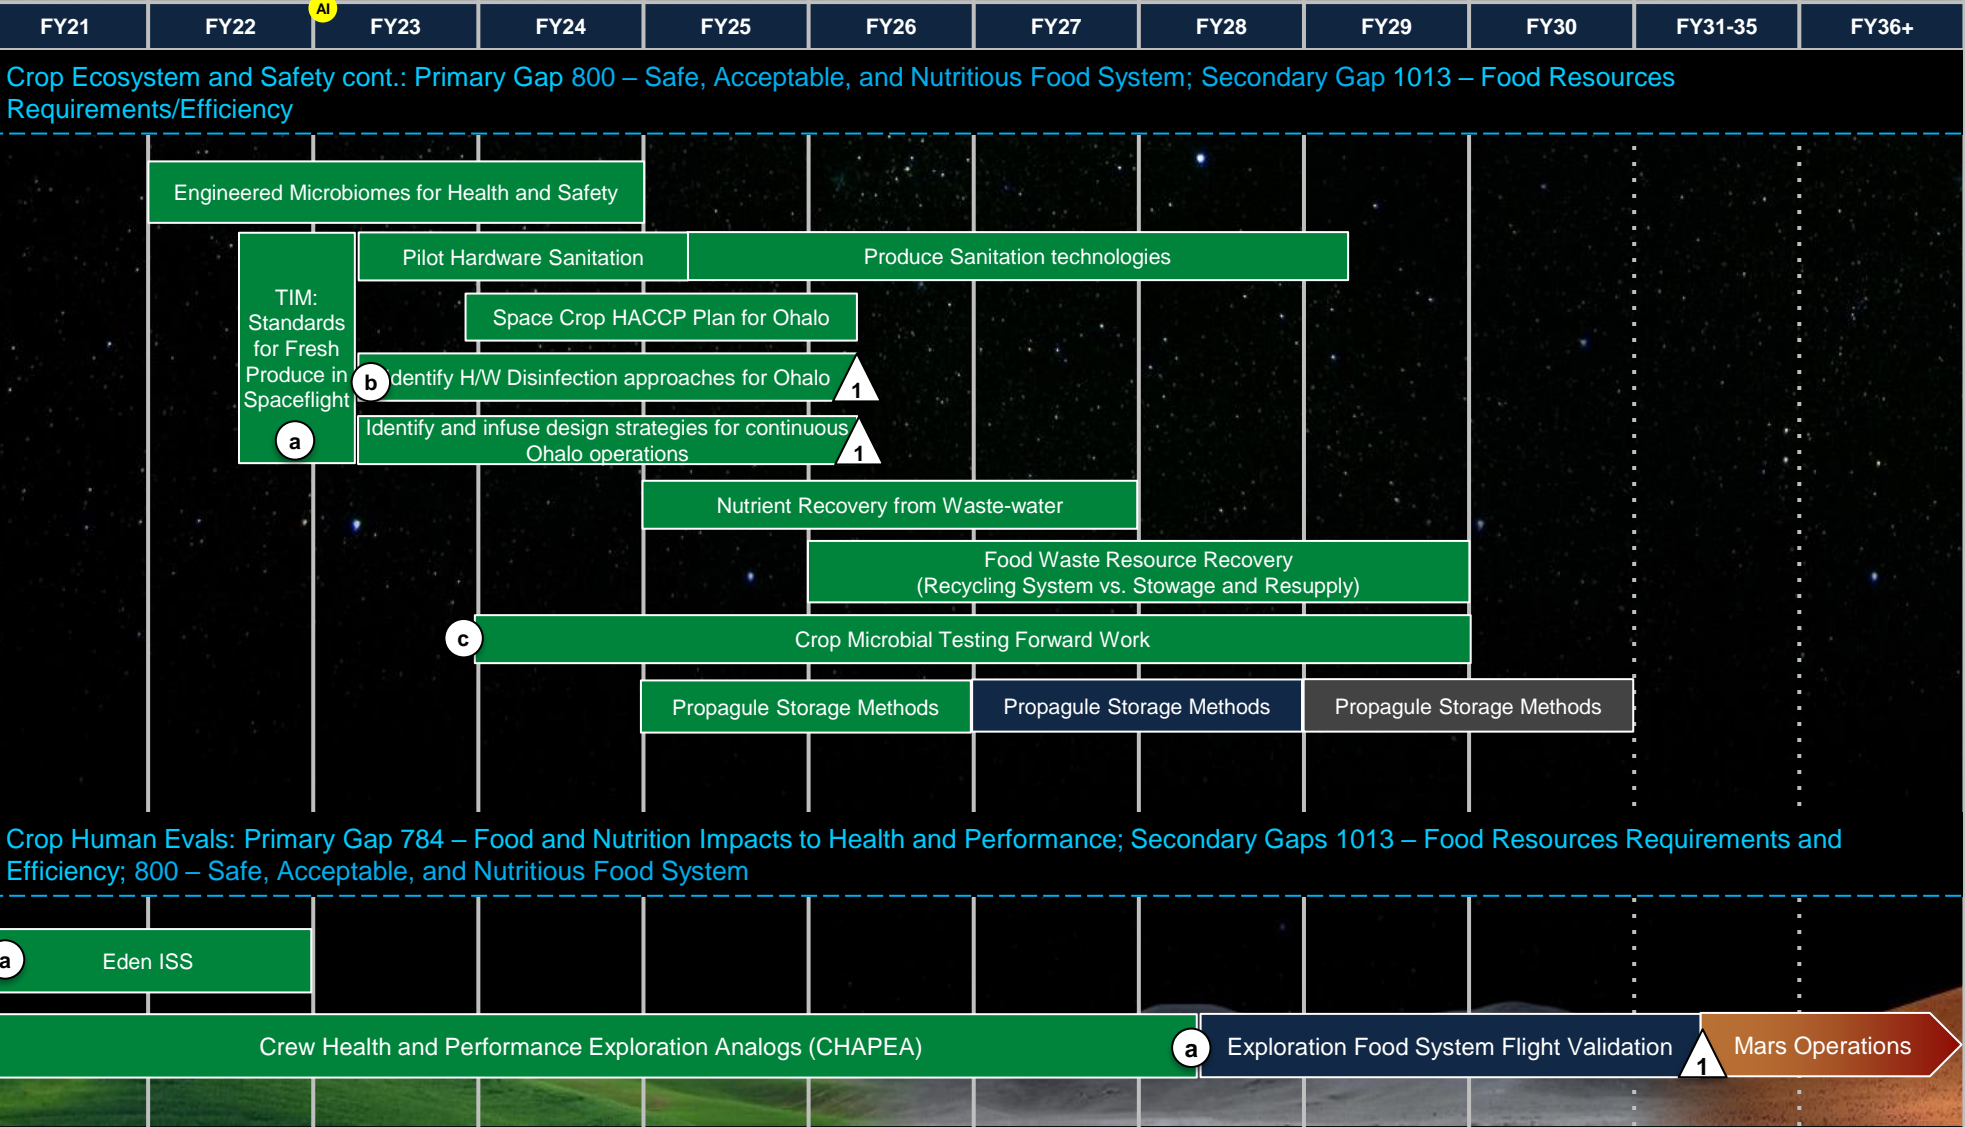 AI
FY21 FY22 FY23 FY24 FY25 FY26 FY27 FY28 FY29 FY30 FY31-35 FY36+
Crop Ecosystem and Safety cont.: Primary Gap 800 – Safe, Acceptable, and Nutritious Food System; Secondary Gap 1013 – Food Resources
Requirements/Efficiency
Engineered Microbiomes for Health and Safety
TIM:
Standards
for Fresh
Produce in
Spaceflight
a
Pilot Hardware Sanitation
Produce Sanitation technologies
Space Crop HACCP Plan for Ohalo
b
dentify H/W Disinfection approaches for Ohalo
1
Identify and infuse design strategies for continuous
Ohalo operations
1
Nutrient Recovery from Waste-water
Food Waste Resource Recovery
(Recycling System vs. Stowage and Resupply)
c
Crop Microbial Testing Forward Work
Propagule Storage Methods
Propagule Storage Methods
Propagule Storage Methods
Crop Human Evals: Primary Gap 784 – Food and Nutrition Impacts to Health and Performance; Secondary Gaps 1013 – Food Resources Requirements and
Efficiency; 800 – Safe, Acceptable, and Nutritious Food System
a
Eden ISS
Crew Health and Performance Exploration Analogs (CHAPEA)
a
Exploration Food System Flight Validation
1
Mars Operations